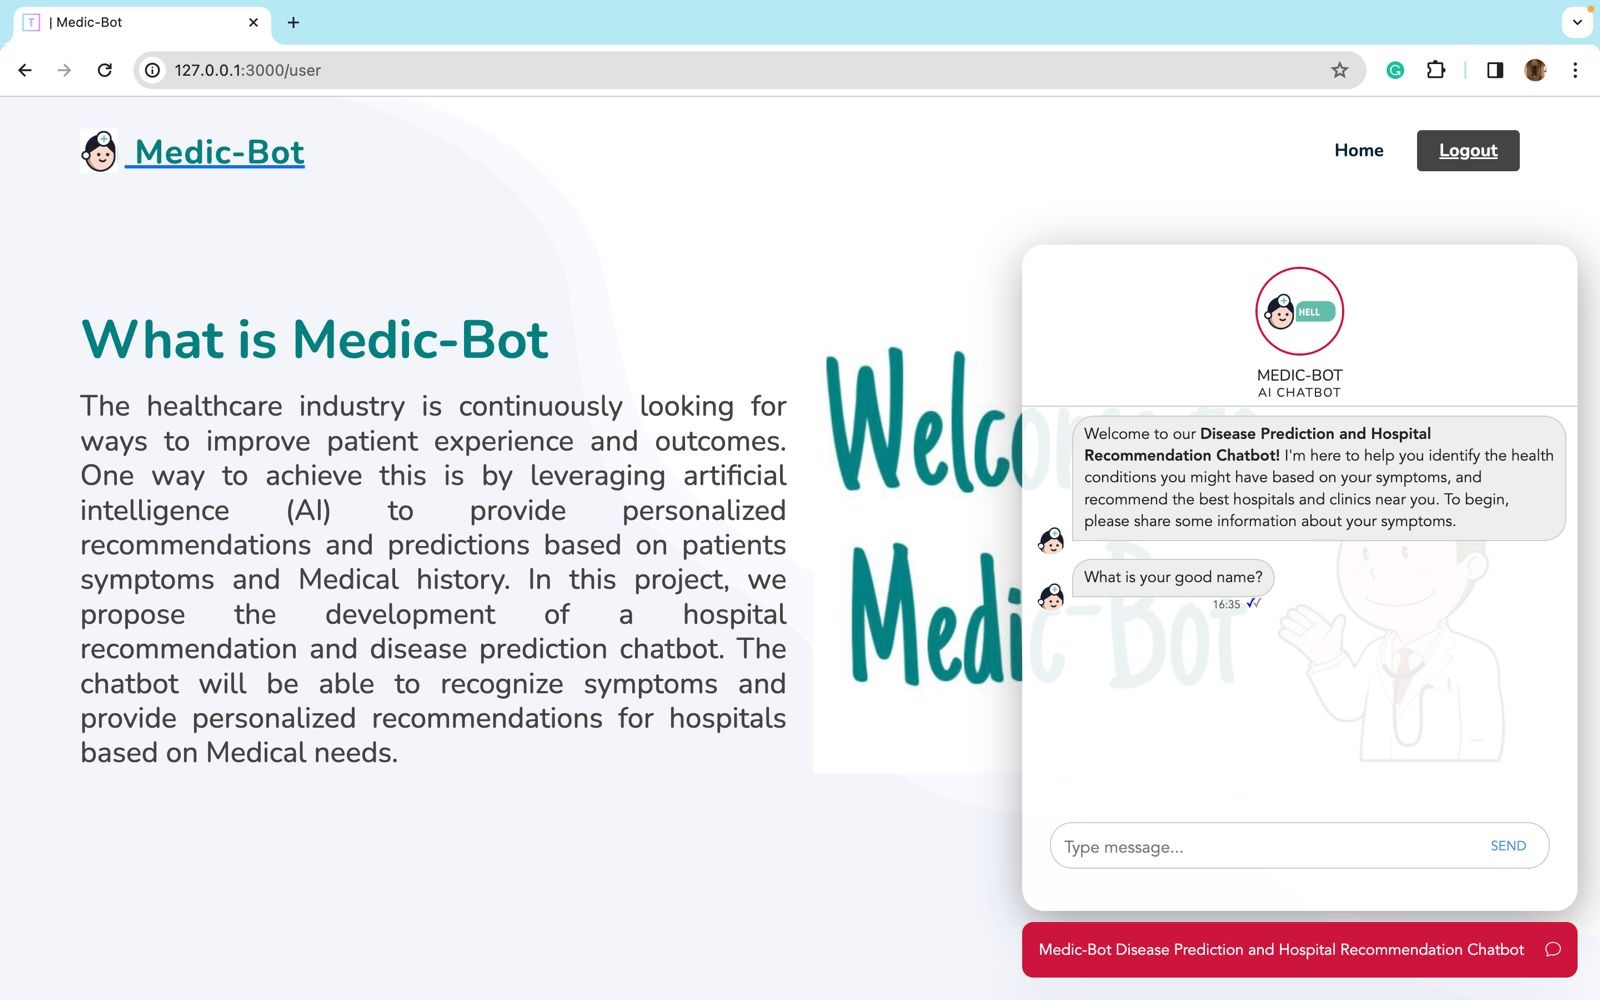 | Medic-Bot
127.0.0.1:3000/user
Medic-Bot
Home
Logout
What is Medic-Bot
The healthcare industry is continuously looking for
ways to improve patient experience and outcomes.
One way to achieve this is by leveraging artificial
intelligence (AI) to provide personalized
recommendations and predictions based on patients
symptoms and Medical history. In this project, we
propose the development of a hospital
recommendation and disease prediction chatbot. The
chatbot will be able to recognize symptoms and
provide personalized recommendations for hospitals
based on Medical needs.
Welcome to
Medic-Bot
HELL
MEDIC-BOT
AI CHATBOT
Welcome to our Disease Prediction and Hospital
Recommendation Chatbot! I'm here to help you identify the health
conditions you might have based on your symptoms, and
recommend the best hospitals and clinics near you. To begin,
please share some information about your symptoms.
What is your good name?
16:35
Type message...
SEND
Medic-Bot Disease Prediction and Hospital Recommendation Chatbot